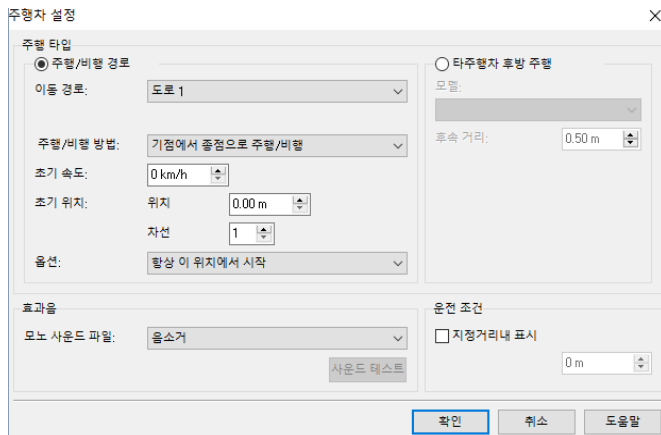 주행차 설정
주행 타입
주행/비행 경로
이동 경로: 도로 1
주행/비행 방법: 기점에서 종점으로 주행/비행
초기 속도: 0 km/h
초기 위치: 위치 0.00 m
차선 1
옵션: 항상 이 위치에서 시작
타주행차 후방 주행
모델:
후속 거리: 0.50 m
효과음
모노 사운드 파일: 음소거
사운드 테스트
운전 조건
지정거리내 표시
0 m
확인 취소 도움말